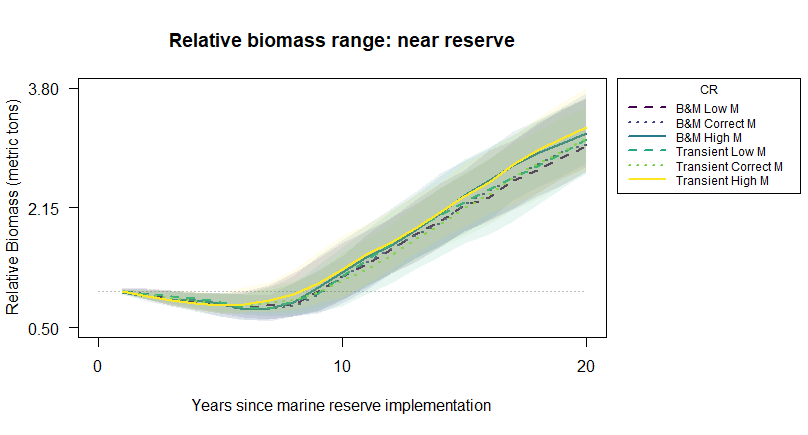 Relative biomass range: near reserve
Relative Biomass (metric tons)
3.80
2.15
0.50
0
10
20
Years since marine reserve implementation
CR
B&M Low M
B&M Correct M
B&M High M
Transient Low M
Transient Correct M
Transient High M